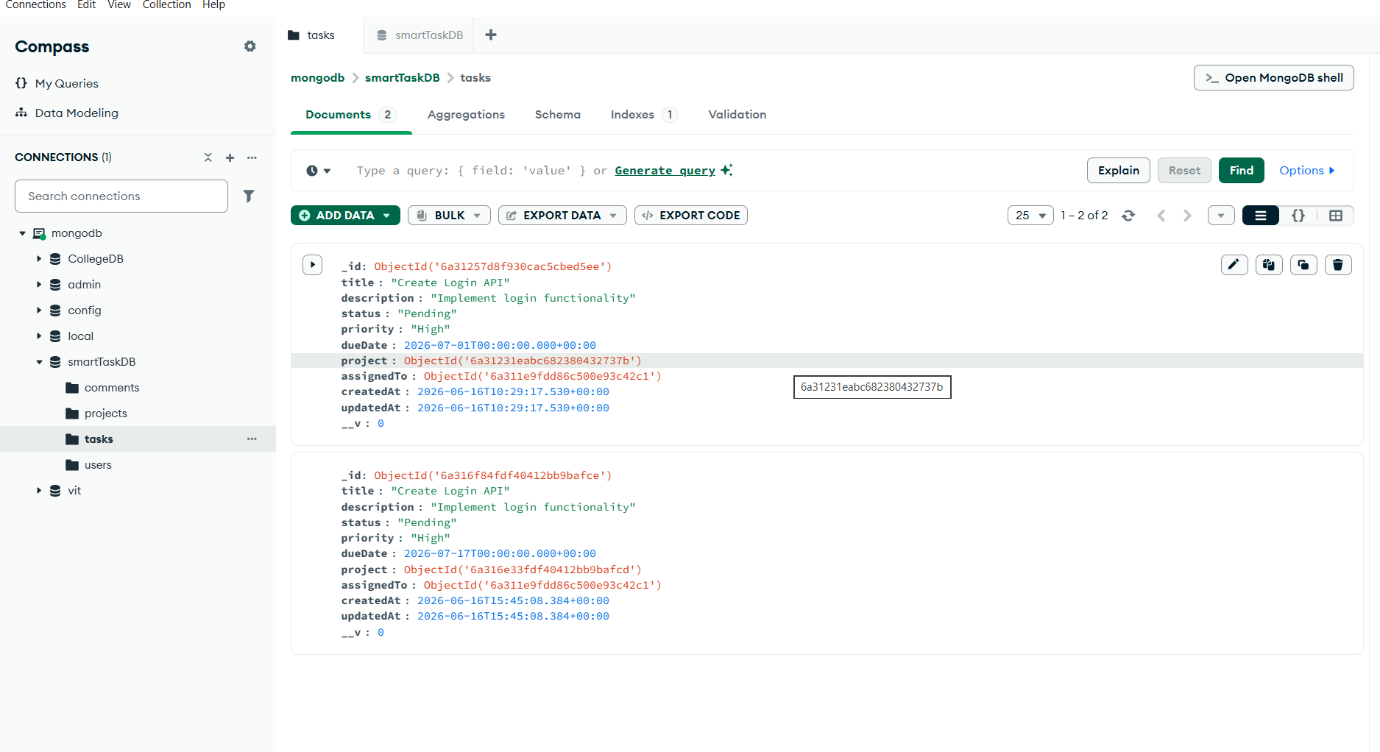 Connections Edit View Collection Help
Compass
My Queries
Data Modeling
CONNECTIONS (1)
Search connections
mongodb
CollegeDB
admin
config
local
smartTaskDB
comments
projects
tasks
users
vit
tasks
smartTaskDB
mongodb > smartTaskDB > tasks
>_ Open MongoDB shell
Documents 2 Aggregations Schema Indexes 1 Validation
Type a query: { field: 'value' } or Generate query
Explain Reset Find Options
ADD DATA BULK EXPORT DATA </> EXPORT CODE
25 1 – 2 of 2 {}
_id: ObjectId('6a31257d8f930cac5cbed5ee')
title : "Create Login API"
description : "Implement login functionality"
status : "Pending"
priority : "High"
dueDate : 2026-07-01T00:00:00.000+00:00
project : ObjectId('6a31231eabc682380432737b')
assignedTo : ObjectId('6a311e9fdd86c500e93c42c1')
6a31231eabc682380432737b
createdAt : 2026-06-16T10:29:17.530+00:00
updatedAt : 2026-06-16T10:29:17.530+00:00
__v : 0
_id: ObjectId('6a316f84fdf40412bb9bafce')
title : "Create Login API"
description : "Implement login functionality"
status : "Pending"
priority : "High"
dueDate : 2026-07-17T00:00:00.000+00:00
project : ObjectId('6a316e33fdf40412bb9bafcd')
assignedTo : ObjectId('6a311e9fdd86c500e93c42c1')
createdAt : 2026-06-16T15:45:08.384+00:00
updatedAt : 2026-06-16T15:45:08.384+00:00
__v : 0